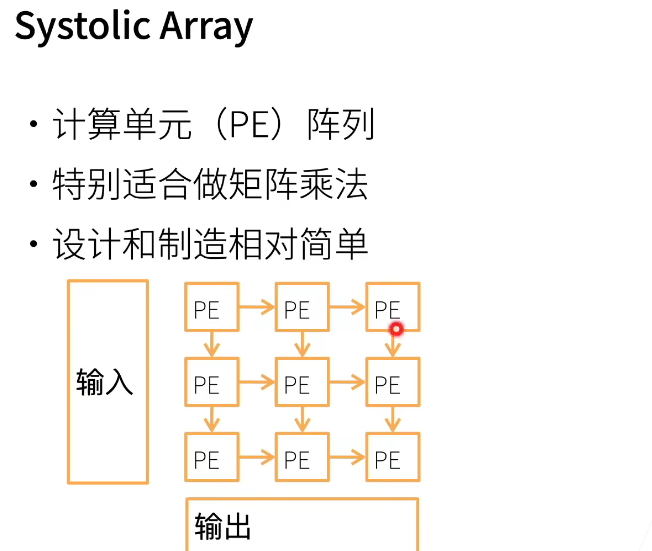 Systolic Array
• 计算单元（PE）阵列
• 特别适合做矩阵乘法
• 设计和制造相对简单
PE PE PE
输入 PE PE PE
PE PE PE
输出